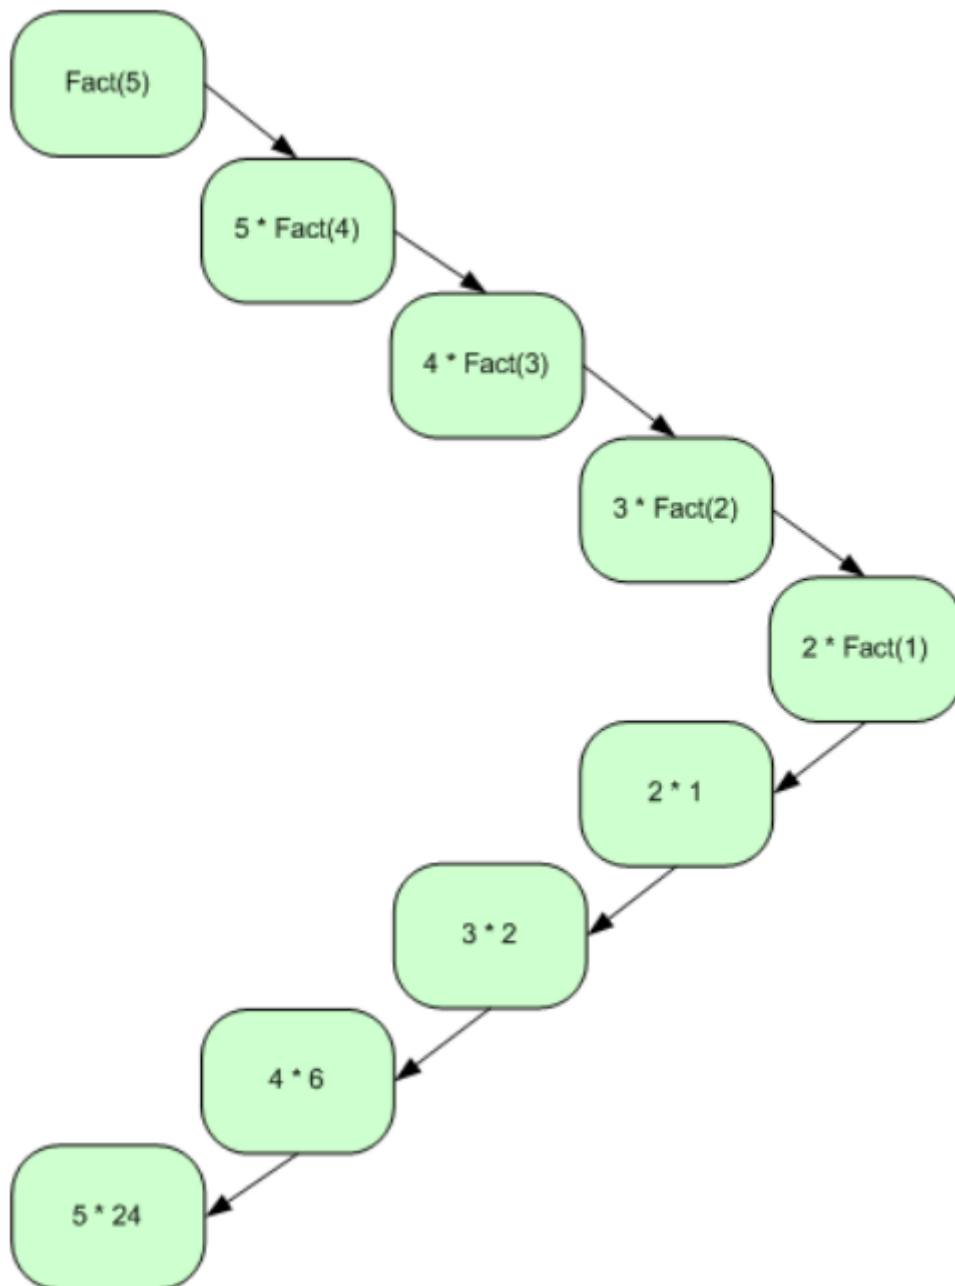 Fact(5)
5 * Fact(4)
4 * Fact(3)
3 * Fact(2)
2 * Fact(1)
2 * 1
3 * 2
4 * 6
5 * 24